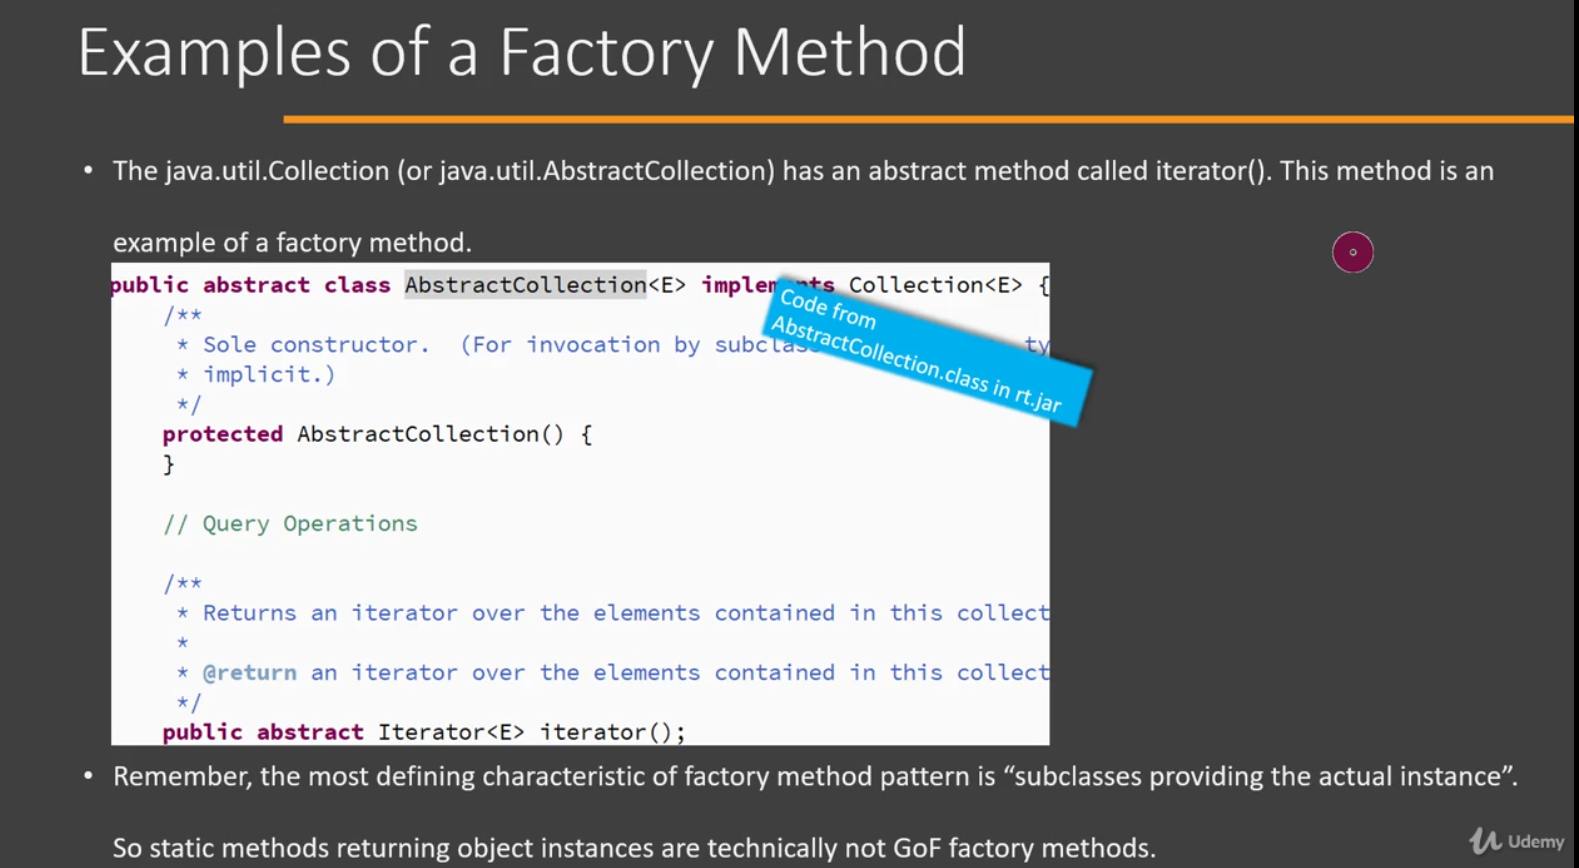 Examples of a Factory Method
• The java.util.Collection (or java.util.AbstractCollection) has an abstract method called iterator(). This method is an
example of a factory method.
public abstract class AbstractCollection<E> implements Collection<E> {
/**
* Sole constructor. (For invocation by subclass ty
* implicit.)
*/
protected AbstractCollection() {
}
// Query Operations
/**
* Returns an iterator over the elements contained in this collect
*
* @return an iterator over the elements contained in this collect
*/
public abstract Iterator<E> iterator();
Code from
AbstractCollection.class in rt.jar
• Remember, the most defining characteristic of factory method pattern is “subclasses providing the actual instance”.
So static methods returning object instances are technically not GoF factory methods.
Udemy